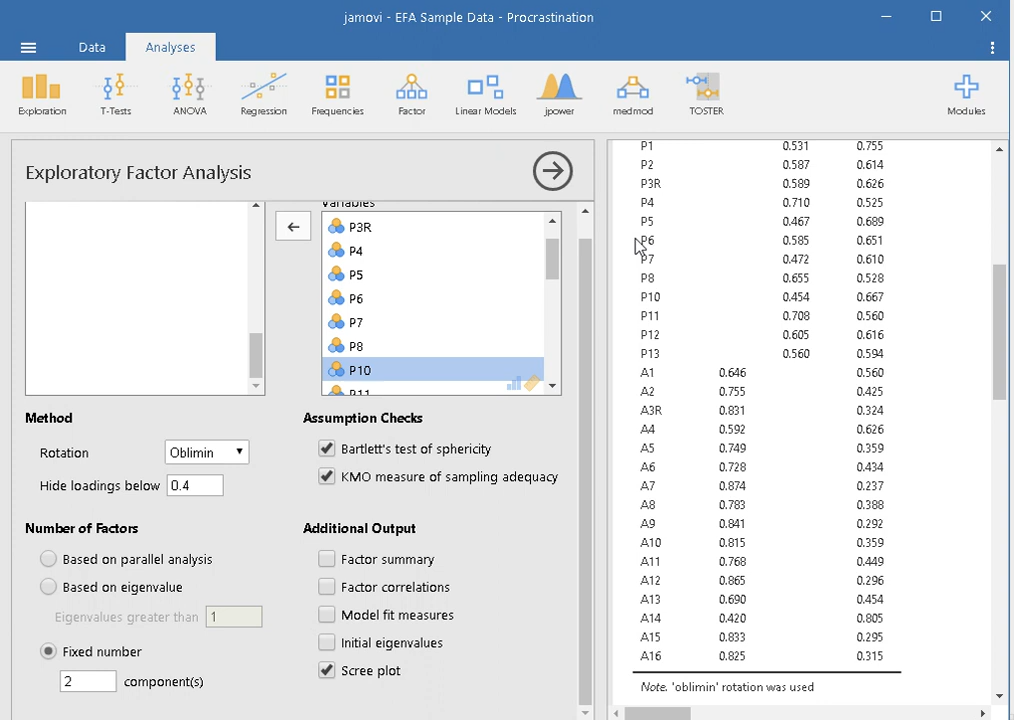 jamovi - EFA Sample Data - Procrastination
Data Analyses
Exploration T-Tests ANOVA Regression Frequencies Factor Linear Models jpower medmod TOSTER Modules
Exploratory Factor Analysis
Variables
P3R
P4
P5
P6
P7
P8
P10
P11
Method
Rotation Oblimin
Hide loadings below 0.4
Number of Factors
Based on parallel analysis
Based on eigenvalue
Eigenvalues greater than 1
Fixed number
2 component(s)
Assumption Checks
Bartlett's test of sphericity
KMO measure of sampling adequacy
Additional Output
Factor summary
Factor correlations
Model fit measures
Initial eigenvalues
Scree plot
P1 0.531 0.755
P2 0.587 0.614
P3R 0.589 0.626
P4 0.710 0.525
P5 0.467 0.689
P6 0.585 0.651
P7 0.472 0.610
P8 0.655 0.528
P10 0.454 0.667
P11 0.708 0.560
P12 0.605 0.616
P13 0.560 0.594
A1 0.646 0.560
A2 0.755 0.425
A3R 0.831 0.324
A4 0.592 0.626
A5 0.749 0.359
A6 0.728 0.434
A7 0.874 0.237
A8 0.783 0.388
A9 0.841 0.292
A10 0.815 0.359
A11 0.768 0.449
A12 0.865 0.296
A13 0.690 0.454
A14 0.420 0.805
A15 0.833 0.295
A16 0.825 0.315
Note. 'oblimin' rotation was used